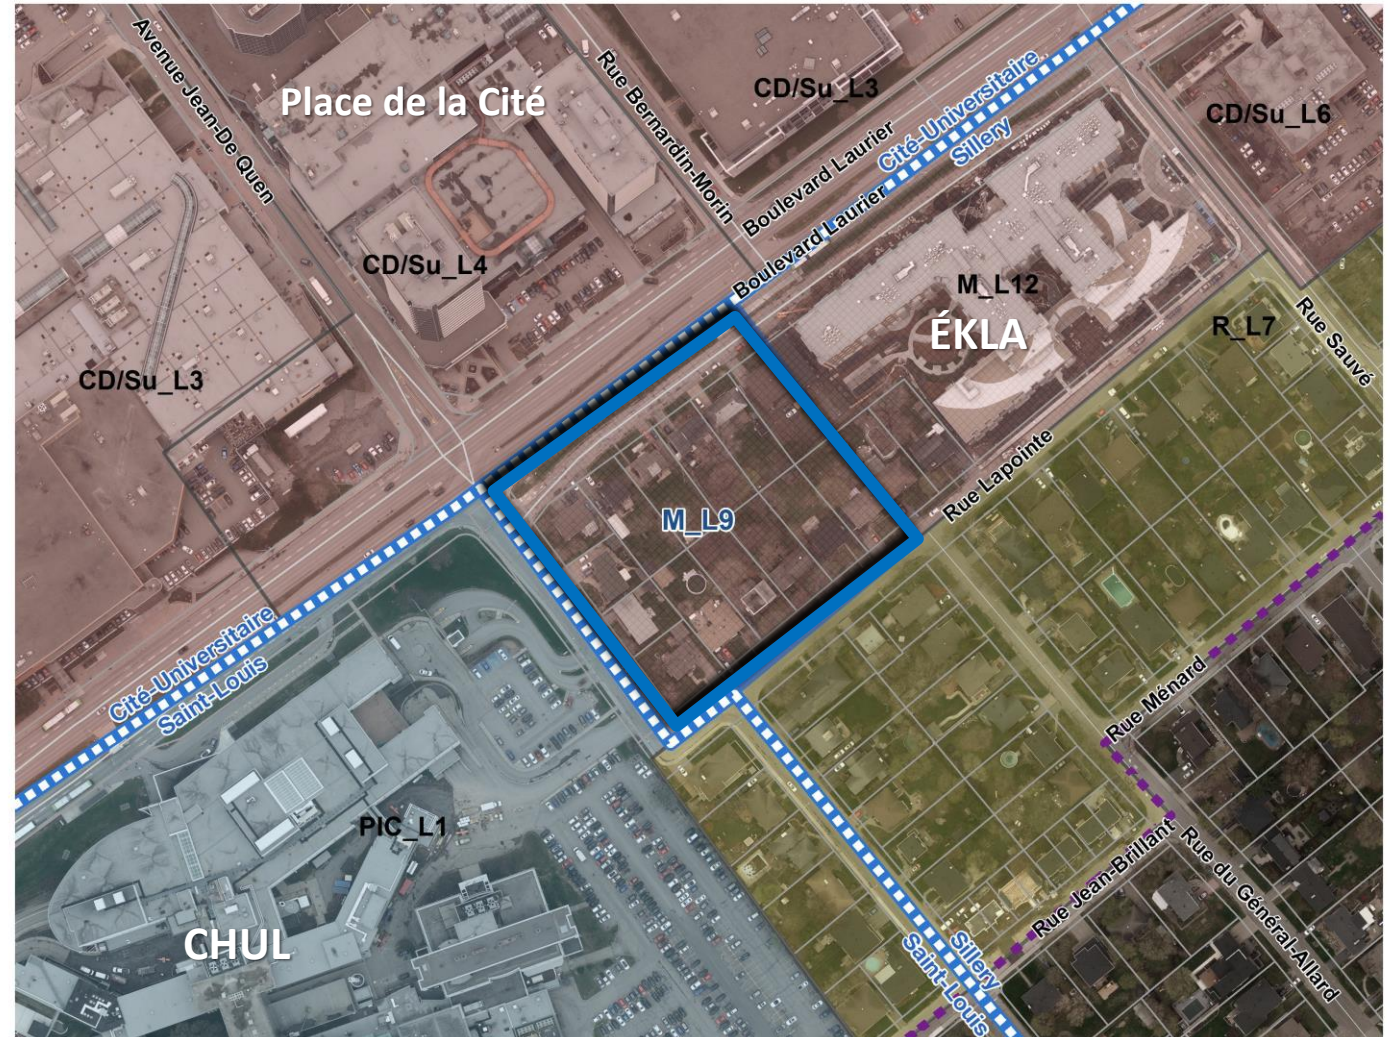 Avenue Jean-De Quen
Place de la Cité
Rue Bernardin-Morin
CD/Su_L3
Boulevard Laurier
Cité-Universitaire
Sillery
CD/Su_L6
CD/Su_L4
Boulevard Laurier
M_L12
ÉKLA
R_L7
Rue Sauvé
CD/Su_L3
Rue Lapointe
M_L9
Cité-Universitaire
Saint-Louis
Rue Ménard
PIC_L1
Rue Jean-Brillant
Rue du Général-Allard
CHUL
Sillery
Saint-Louis